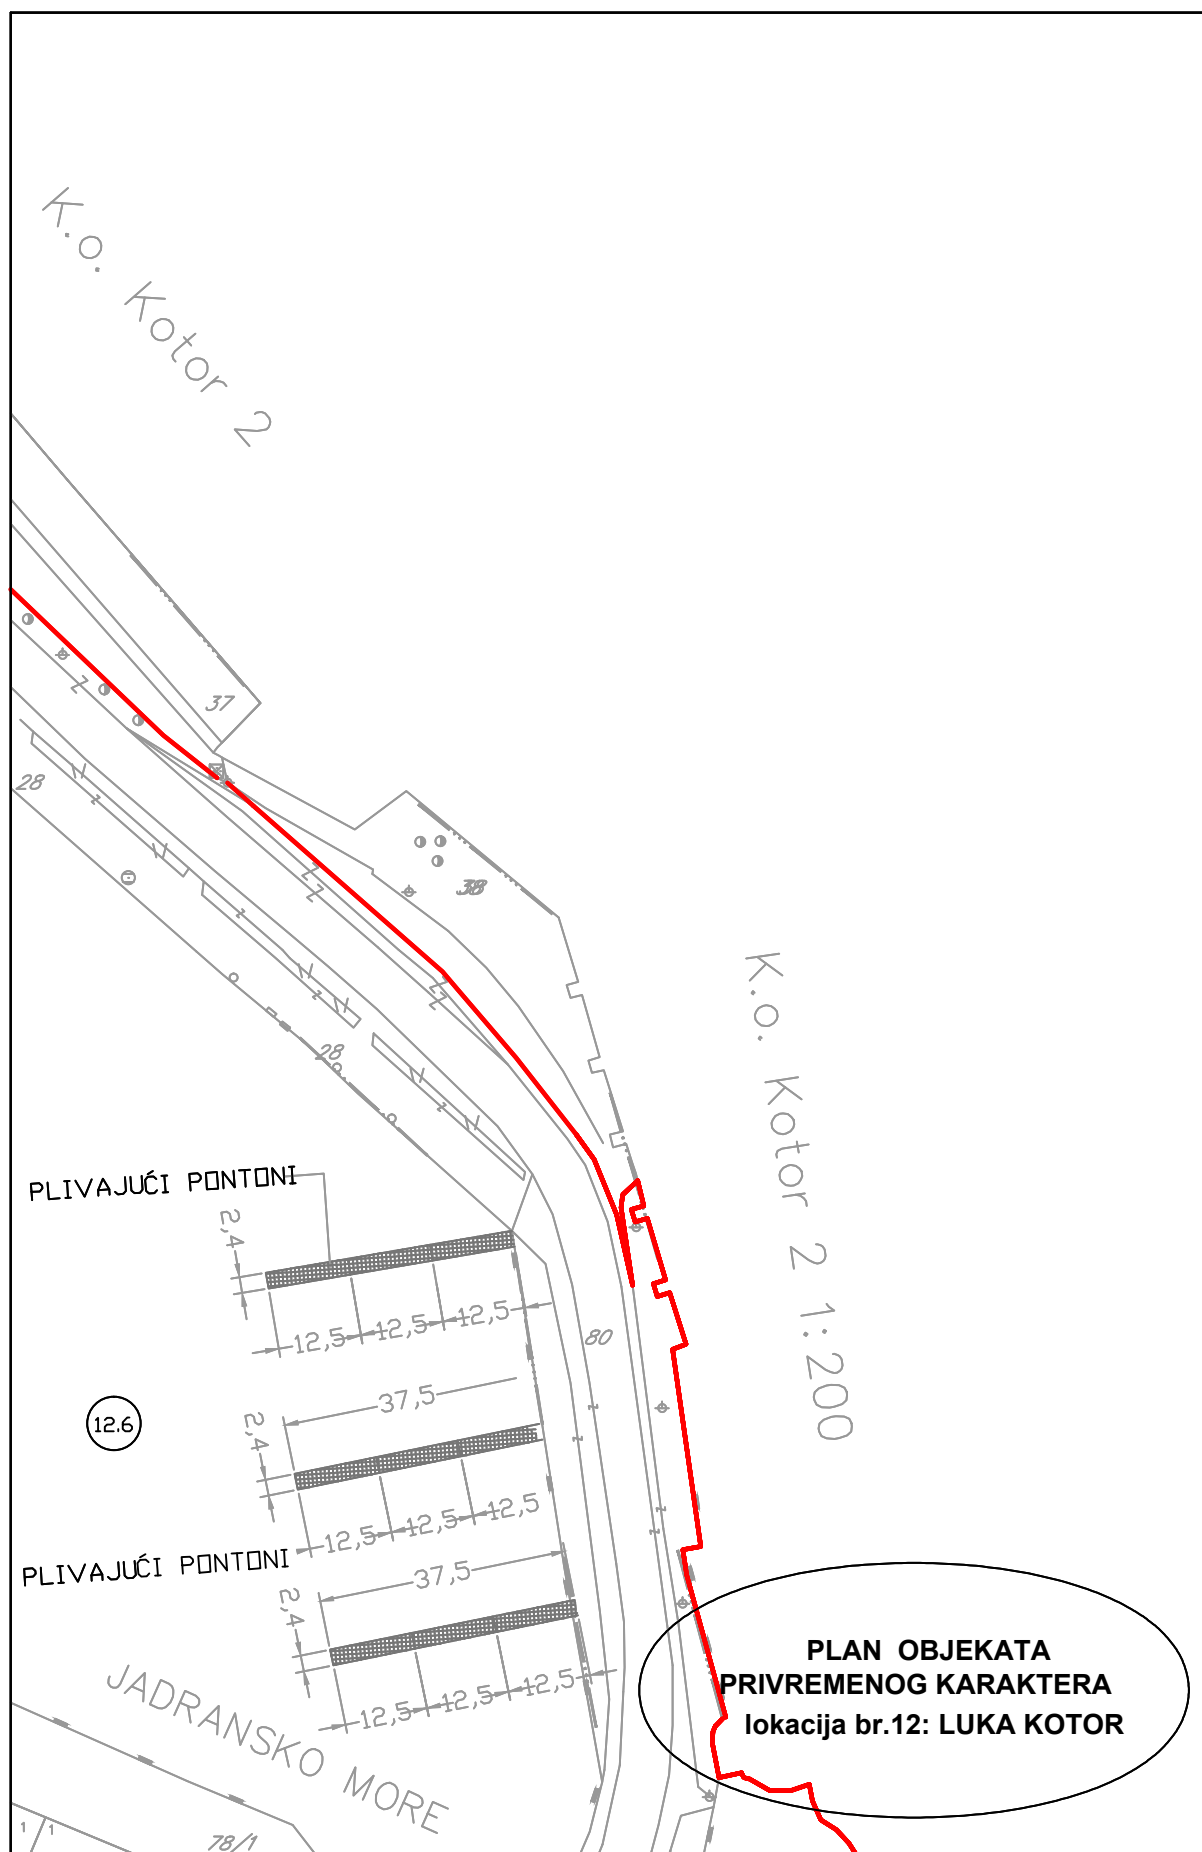 K.o. Kotor 2
37
28
38
28
K.o. Kotor 2 1:200
PLIVAJUĆI PONTONI
2,4
12,5 12,5 12,5
80
37,5
12.6
2,4
12,5 12,5 12,5
PLIVAJUĆI PONTONI
37,5
2,4
12,5 12,5 12,5
JADRANSKO MORE
PLAN OBJEKATA
PRIVREMENOG KARAKTERA
lokacija br.12: LUKA KOTOR
1 1
78/1